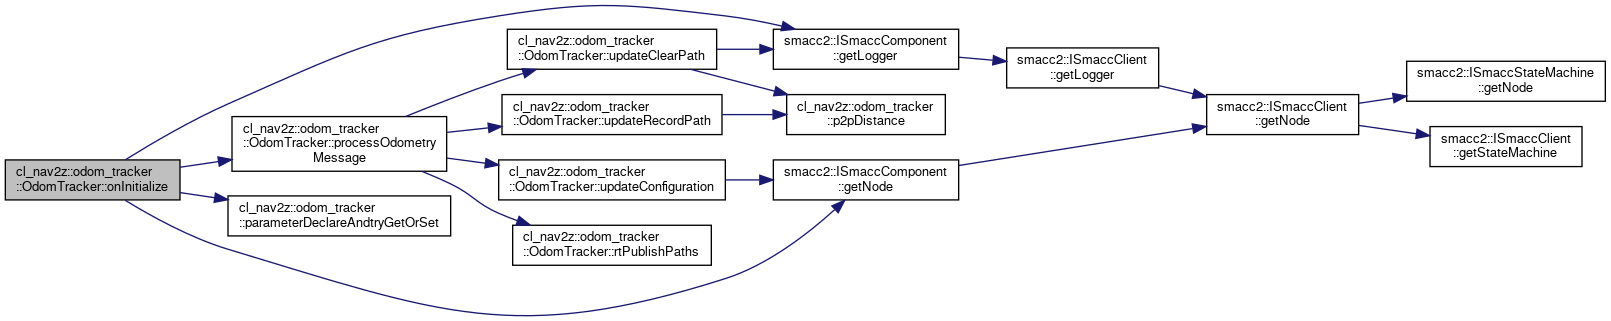 cl_nav2z::odom_tracker
::OdomTracker::onInitialize
cl_nav2z::odom_tracker
::OdomTracker::processOdometry
Message
cl_nav2z::odom_tracker
::parameterDeclareAndtryGetOrSet
cl_nav2z::odom_tracker
::OdomTracker::updateClearPath
cl_nav2z::odom_tracker
::OdomTracker::updateRecordPath
cl_nav2z::odom_tracker
::OdomTracker::updateConfiguration
cl_nav2z::odom_tracker
::OdomTracker::rtPublishPaths
smacc2::ISmaccComponent
::getLogger
cl_nav2z::odom_tracker
::p2pDistance
smacc2::ISmaccComponent
::getNode
smacc2::ISmaccClient
::getLogger
smacc2::ISmaccClient
::getNode
smacc2::ISmaccStateMachine
::getNode
smacc2::ISmaccClient
::getStateMachine